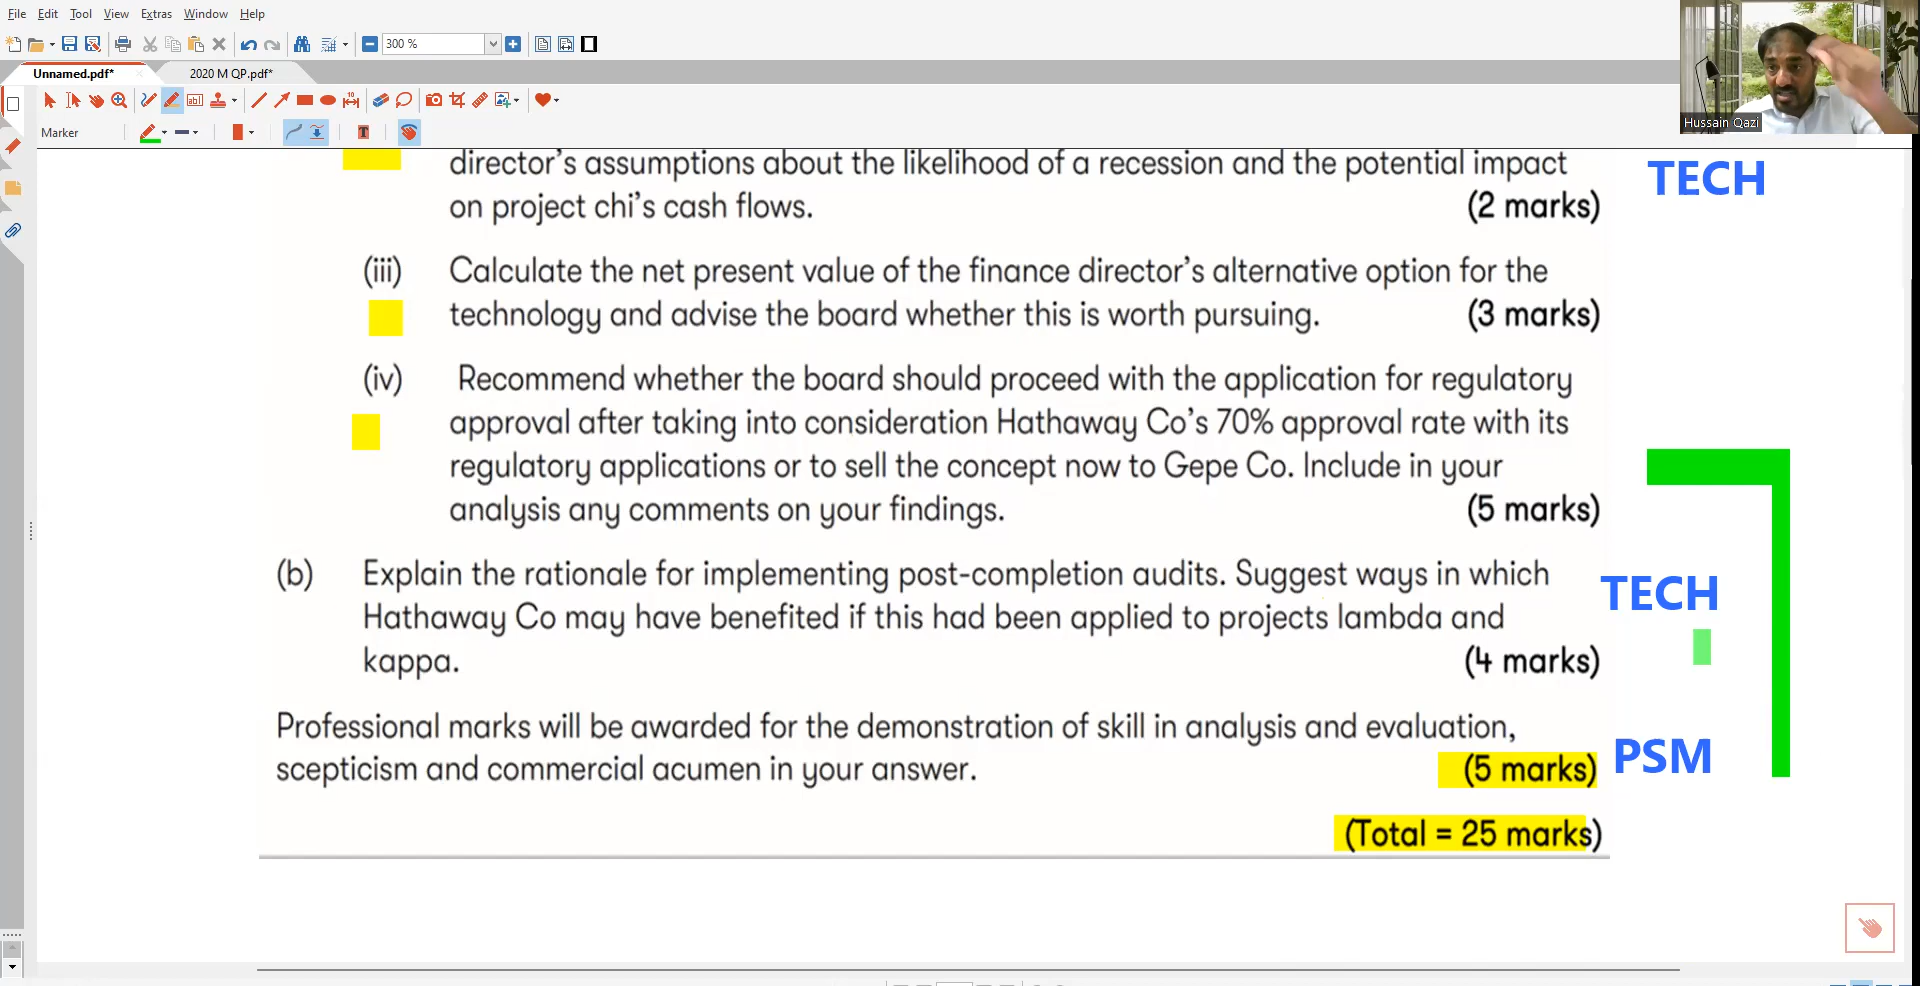 File Edit Tool View Extras Window Help
300 %
Unnamed.pdf* 2020 M QP.pdf*
Marker
Hussain Qazi
director's assumptions about the likelihood of a recession and the potential impact
on project chi's cash flows. (2 marks)
TECH
(iii) Calculate the net present value of the finance director's alternative option for the
technology and advise the board whether this is worth pursuing. (3 marks)
(iv) Recommend whether the board should proceed with the application for regulatory
approval after taking into consideration Hathaway Co's 70% approval rate with its
regulatory applications or to sell the concept now to Gepe Co. Include in your
analysis any comments on your findings. (5 marks)
(b) Explain the rationale for implementing post-completion audits. Suggest ways in which
Hathaway Co may have benefited if this had been applied to projects lambda and
kappa. (4 marks)
TECH
Professional marks will be awarded for the demonstration of skill in analysis and evaluation,
scepticism and commercial acumen in your answer. (5 marks) PSM
(Total = 25 marks)